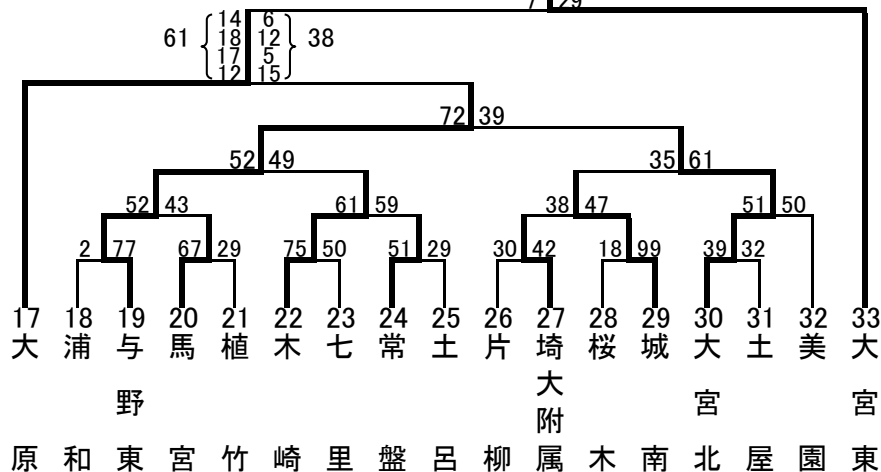 7 29
14 6
61 18 12 38
17 5
12 15
72 39
52 49 35 61
52 43 61 59 38 47 51 50
2 77 67 29 75 50 51 29 30 42 18 99 39 32
17 18 19 20 21 22 23 24 25 26 27 28 29 30 31 32 33
大原
浦和
与野東
馬宮
植竹
木崎
七里
常盤
土呂
片柳
埼大附属
桜木
城南
大宮北
土屋
美園
大宮東